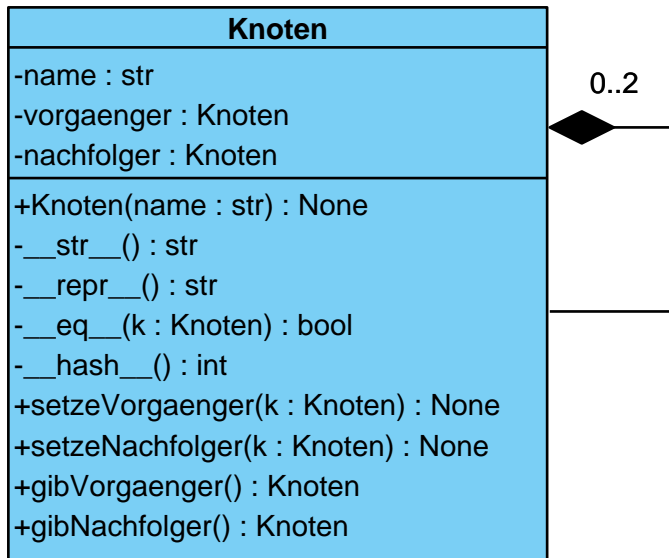 Knoten
-name : str
-vorgaenger : Knoten
-nachfolger : Knoten
0..2
+Knoten(name : str) : None
-__str__() : str
-__repr__() : str
-__eq__(k : Knoten) : bool
-__hash__() : int
+setzeVorgaenger(k : Knoten) : None
+setzeNachfolger(k : Knoten) : None
+gibVorgaenger() : Knoten
+gibNachfolger() : Knoten